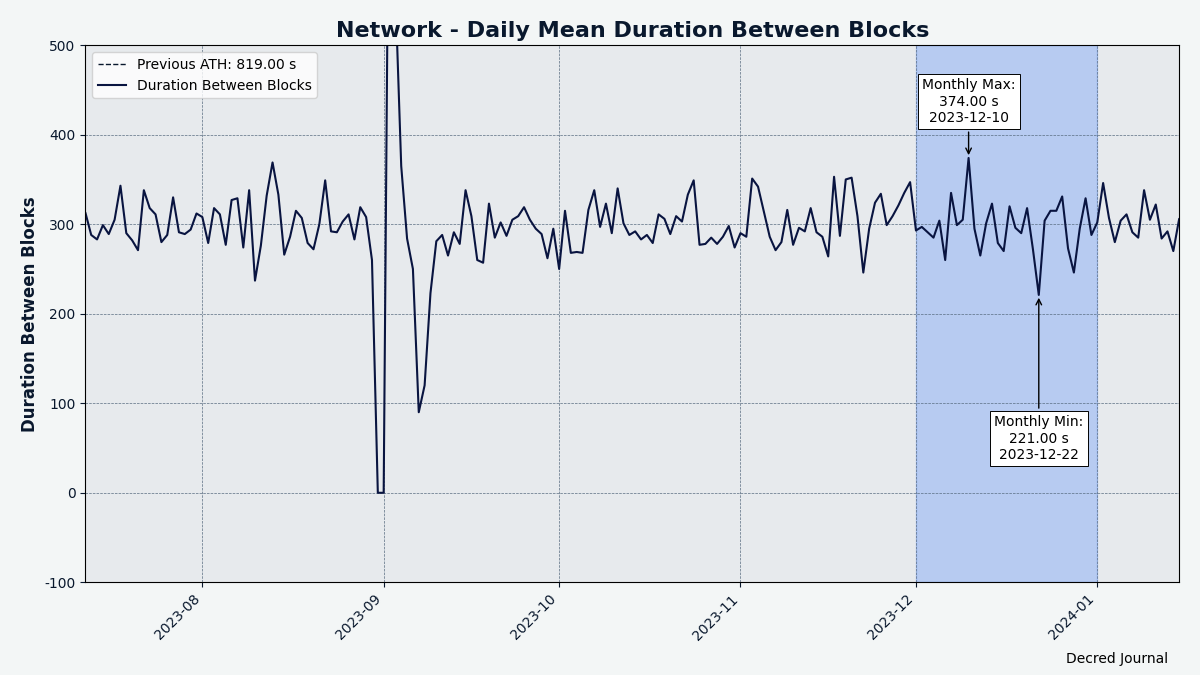 Network - Daily Mean Duration Between Blocks
Previous ATH: 819.00 s
Duration Between Blocks
Monthly Max:
374.00 s
2023-12-10
Monthly Min:
221.00 s
2023-12-22
Duration Between Blocks
500
400
300
200
100
0
-100
2023-08
2023-09
2023-10
2023-11
2023-12
2024-01
Decred Journal